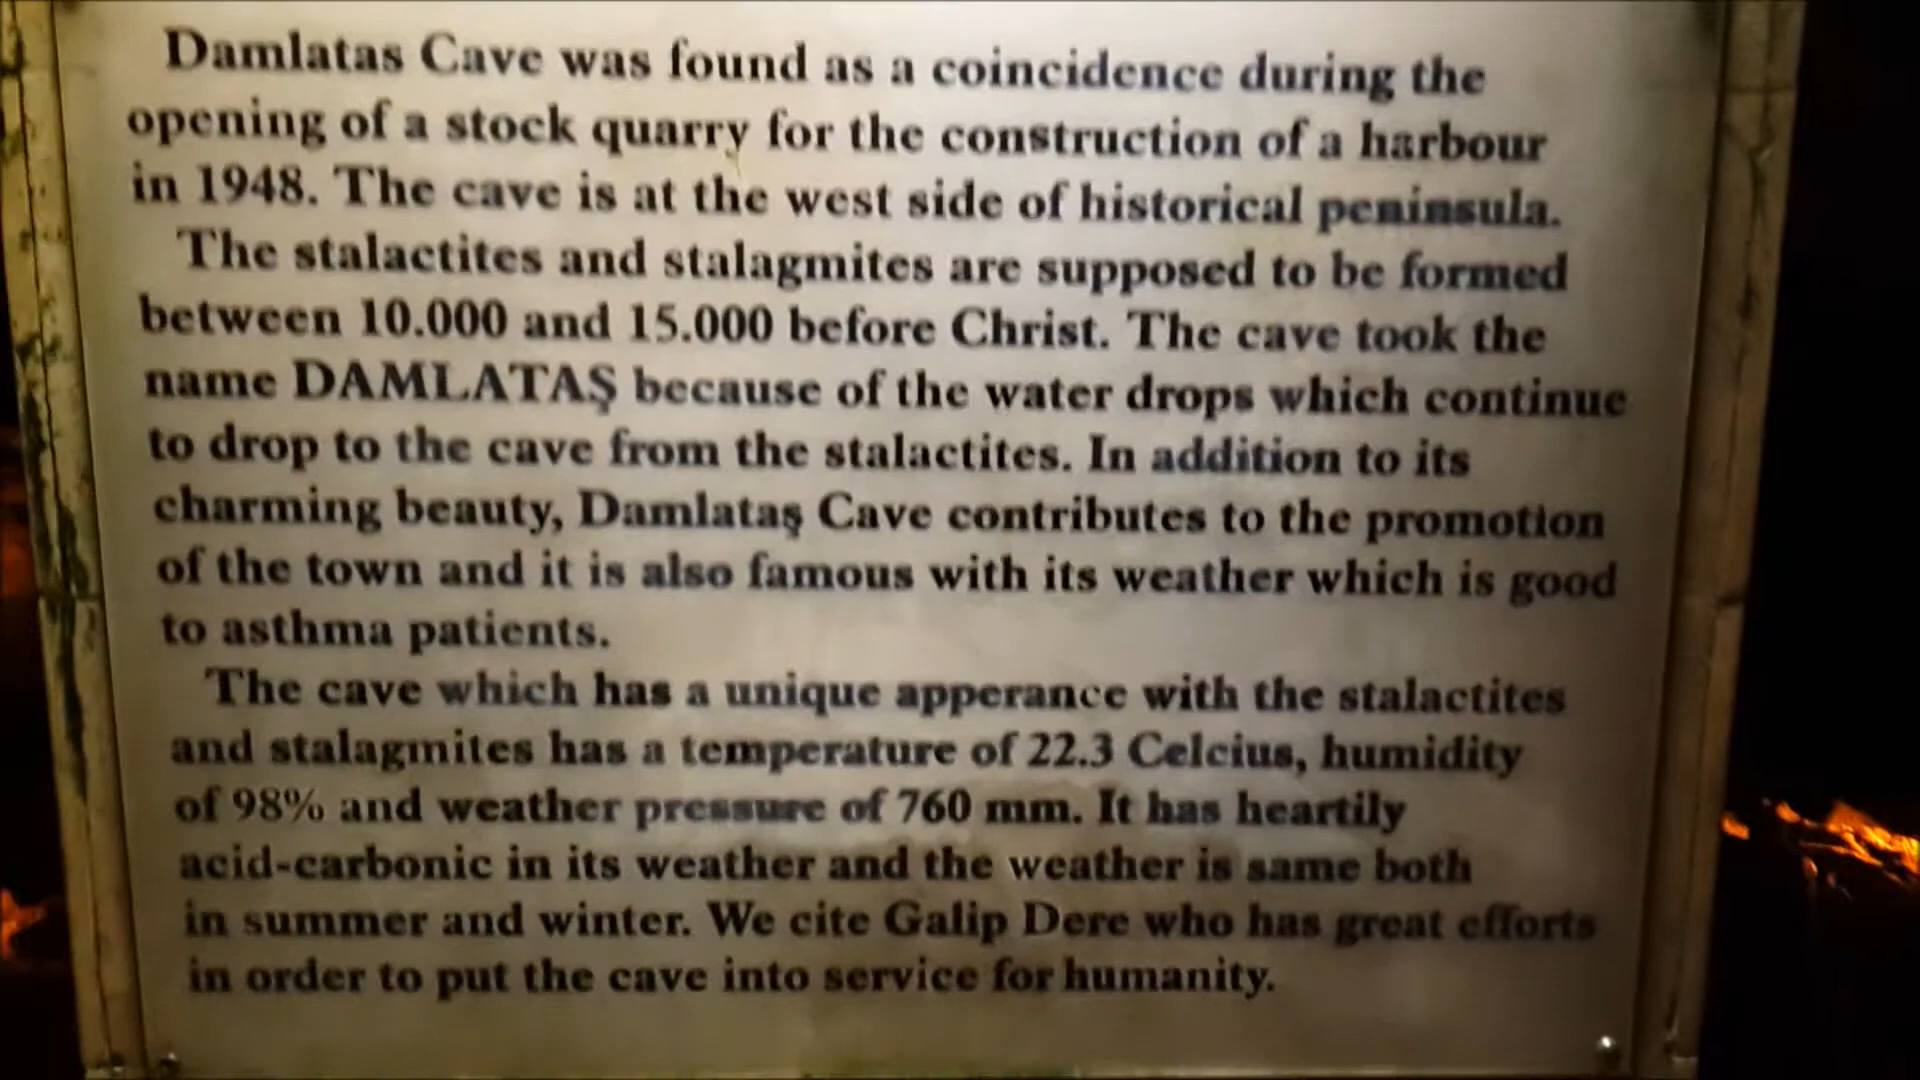 Damlatas Cave was found as a coincidence during the
opening of a stock quarry for the construction of a harbour
in 1948. The cave is at the west side of historical peninsula.
The stalactites and stalagmites are supposed to be formed
between 10.000 and 15.000 before Christ. The cave took the
name DAMLATAŞ because of the water drops which continue
to drop to the cave from the stalactites. In addition to its
charming beauty, Damlataş Cave contributes to the promotion
of the town and it is also famous with its weather which is good
to asthma patients.
The cave which has a unique apperance with the stalactites
and stalagmites has a temperature of 22.3 Celcius, humidity
of 98% and weather pressure of 760 mm. It has heartily
acid-carbonic in its weather and the weather is same both
in summer and winter. We cite Galip Dere who has great efforts
in order to put the cave into service for humanity.